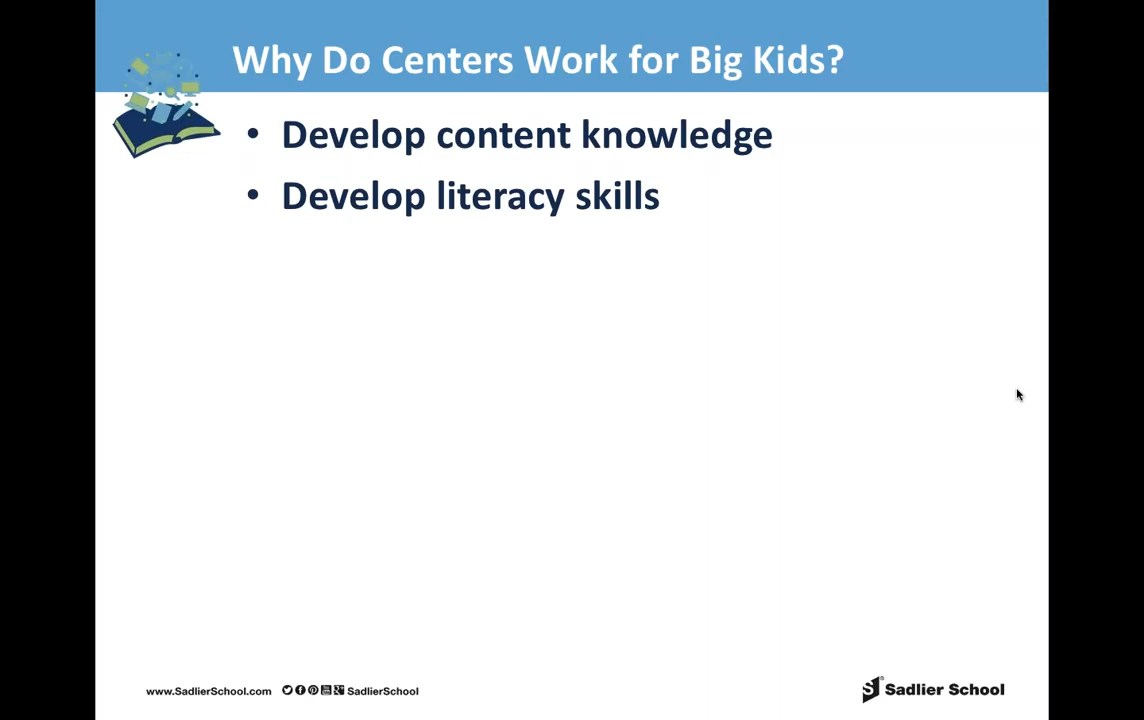 Why Do Centers Work for Big Kids?
• Develop content knowledge
• Develop literacy skills
www.SadlierSchool.com SadlierSchool
Sadlier School